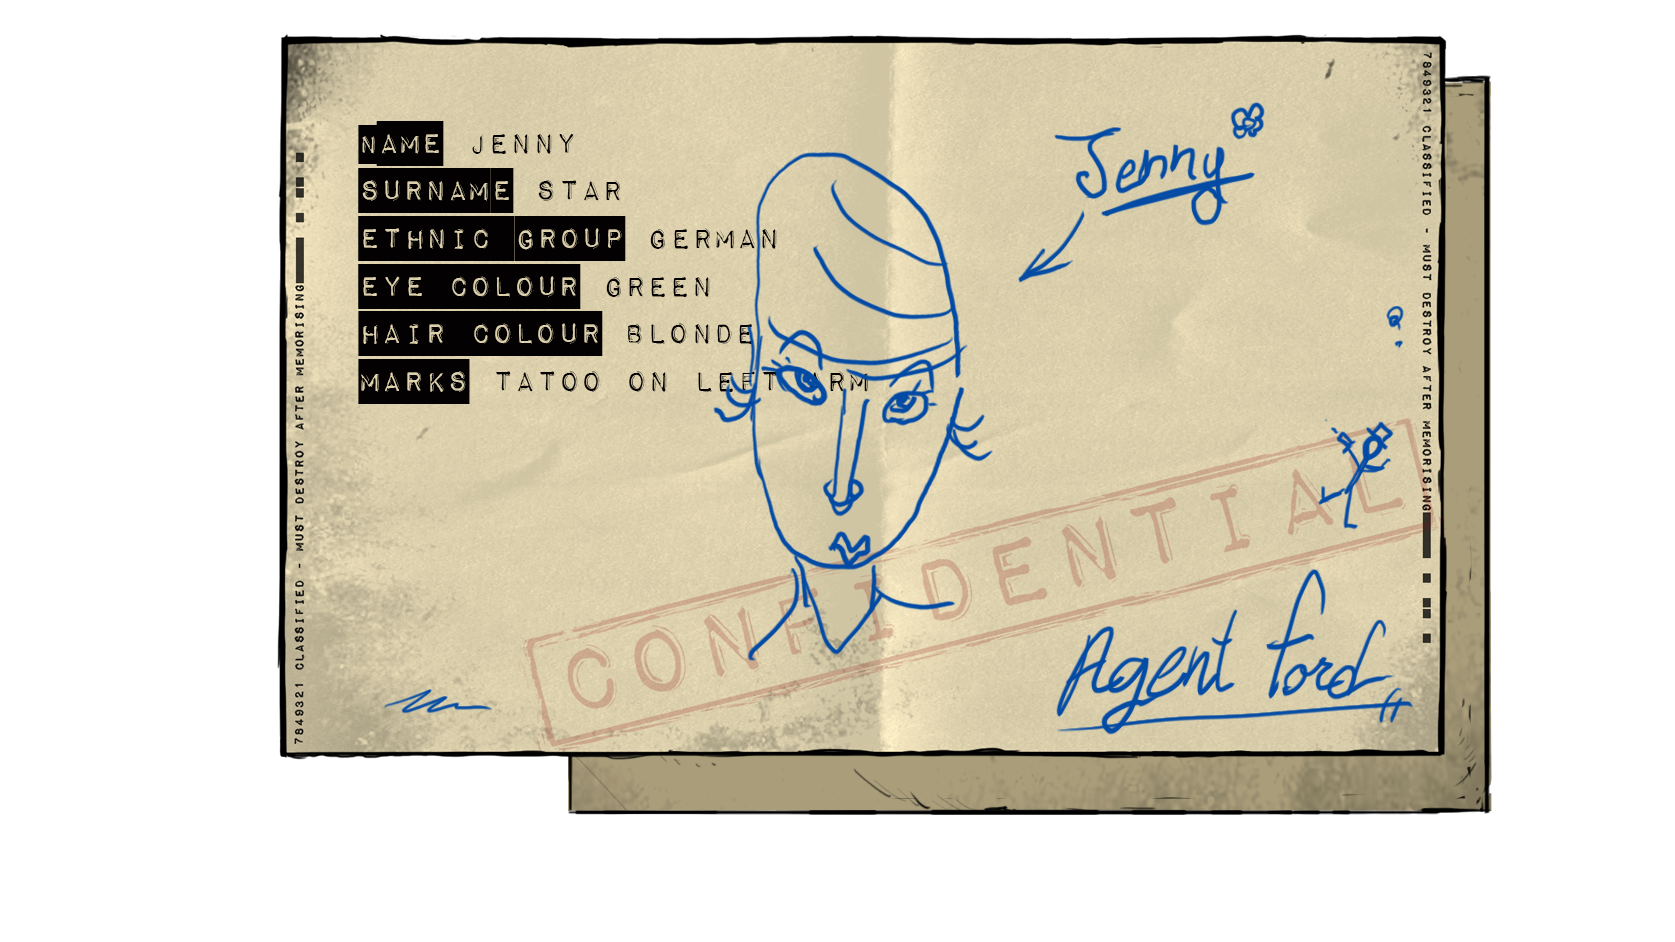 NAME JENNY
SURNAME STAR
ETHNIC GROUP GERMAN
EYE COLOUR GREEN
HAIR COLOUR BLONDE
MARKS TATOO ON LEFT ARM
Jenny
CONFIDENTIAL
Agent Ford
7849321 CLASSIFIED - MUST DESTROY AFTER MEMORISING
7849321 CLASSIFIED - MUST DESTROY AFTER MEMORISING